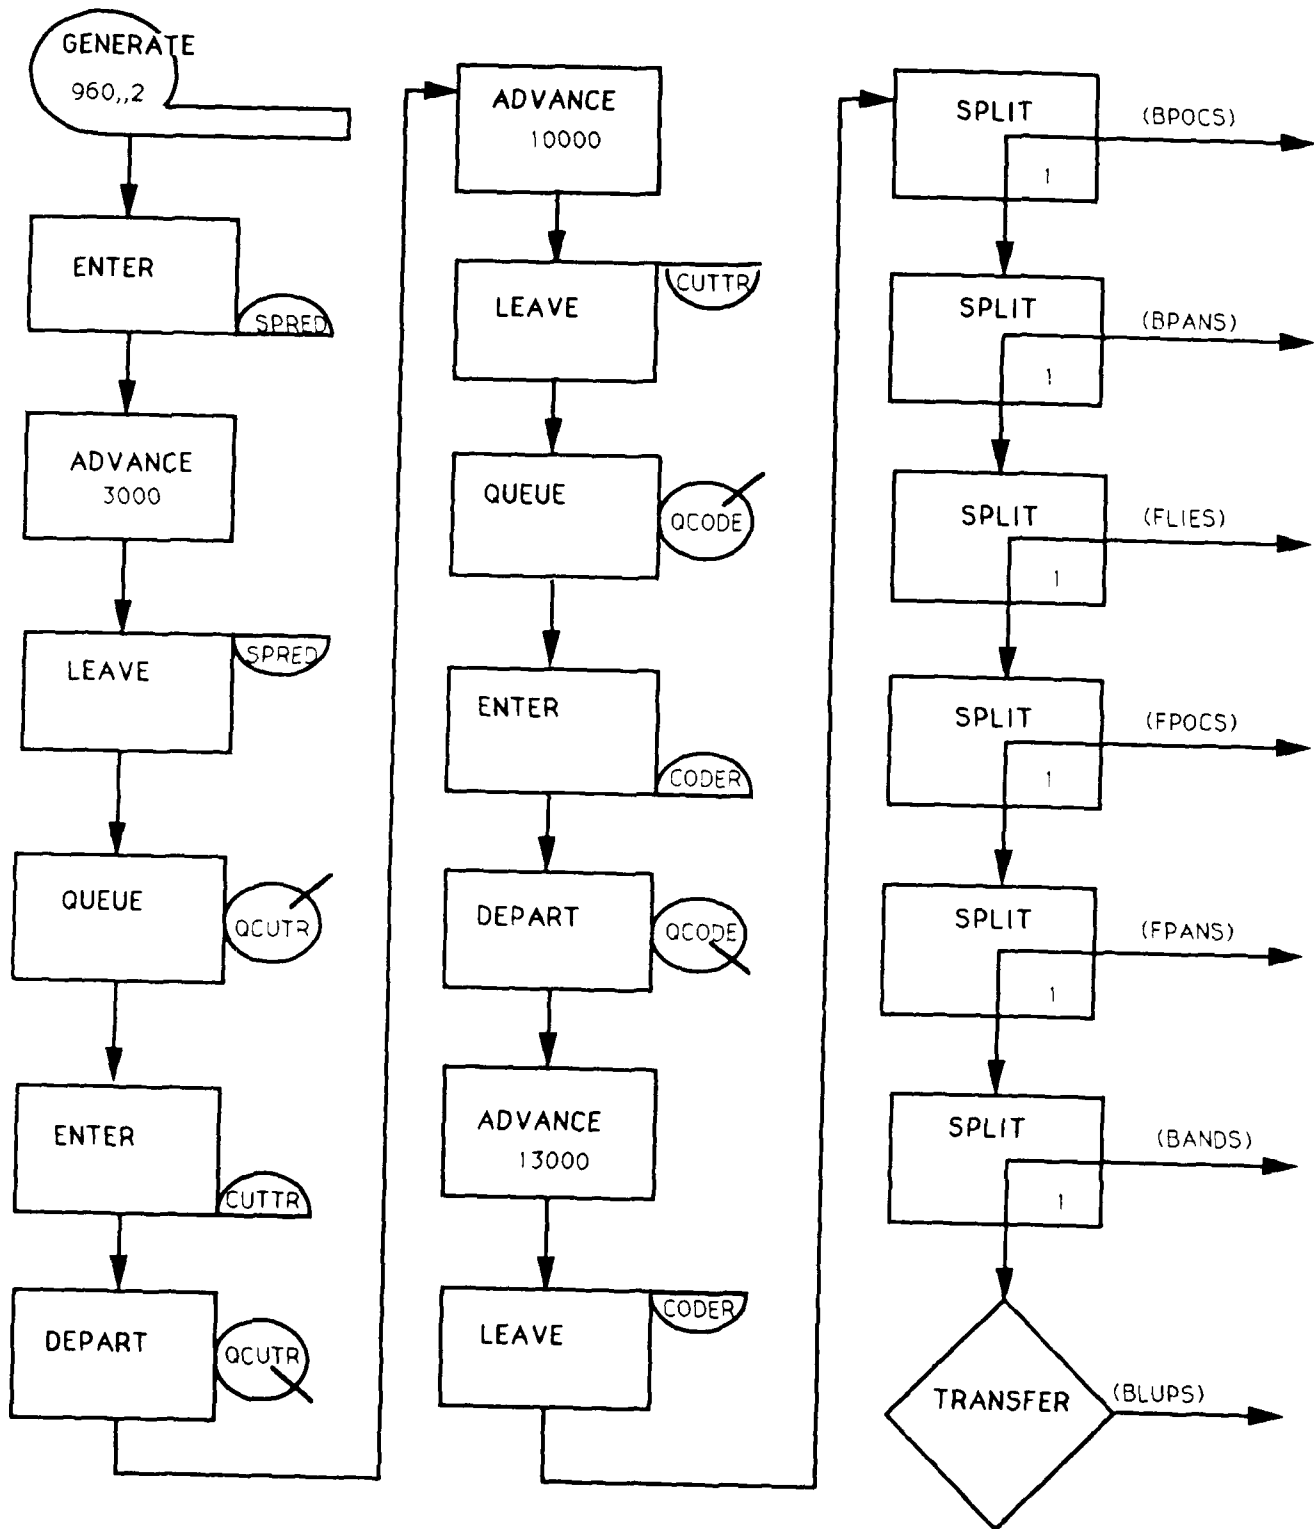 GENERATE
960,,2
ENTER
SPRED
ADVANCE
3000
LEAVE
SPRED
QUEUE
QCUTR
ENTER
CUTTR
DEPART
QCUTR
ADVANCE
10000
LEAVE
CUTTR
QUEUE
QCODE
ENTER
CODER
DEPART
QCODE
ADVANCE
13000
LEAVE
CODER
SPLIT
1
(BPOCS)
SPLIT
1
(BPANS)
SPLIT
1
(FLIES)
SPLIT
1
(FPOCS)
SPLIT
1
(FPANS)
SPLIT
1
(BANDS)
TRANSFER
(BLUPS)